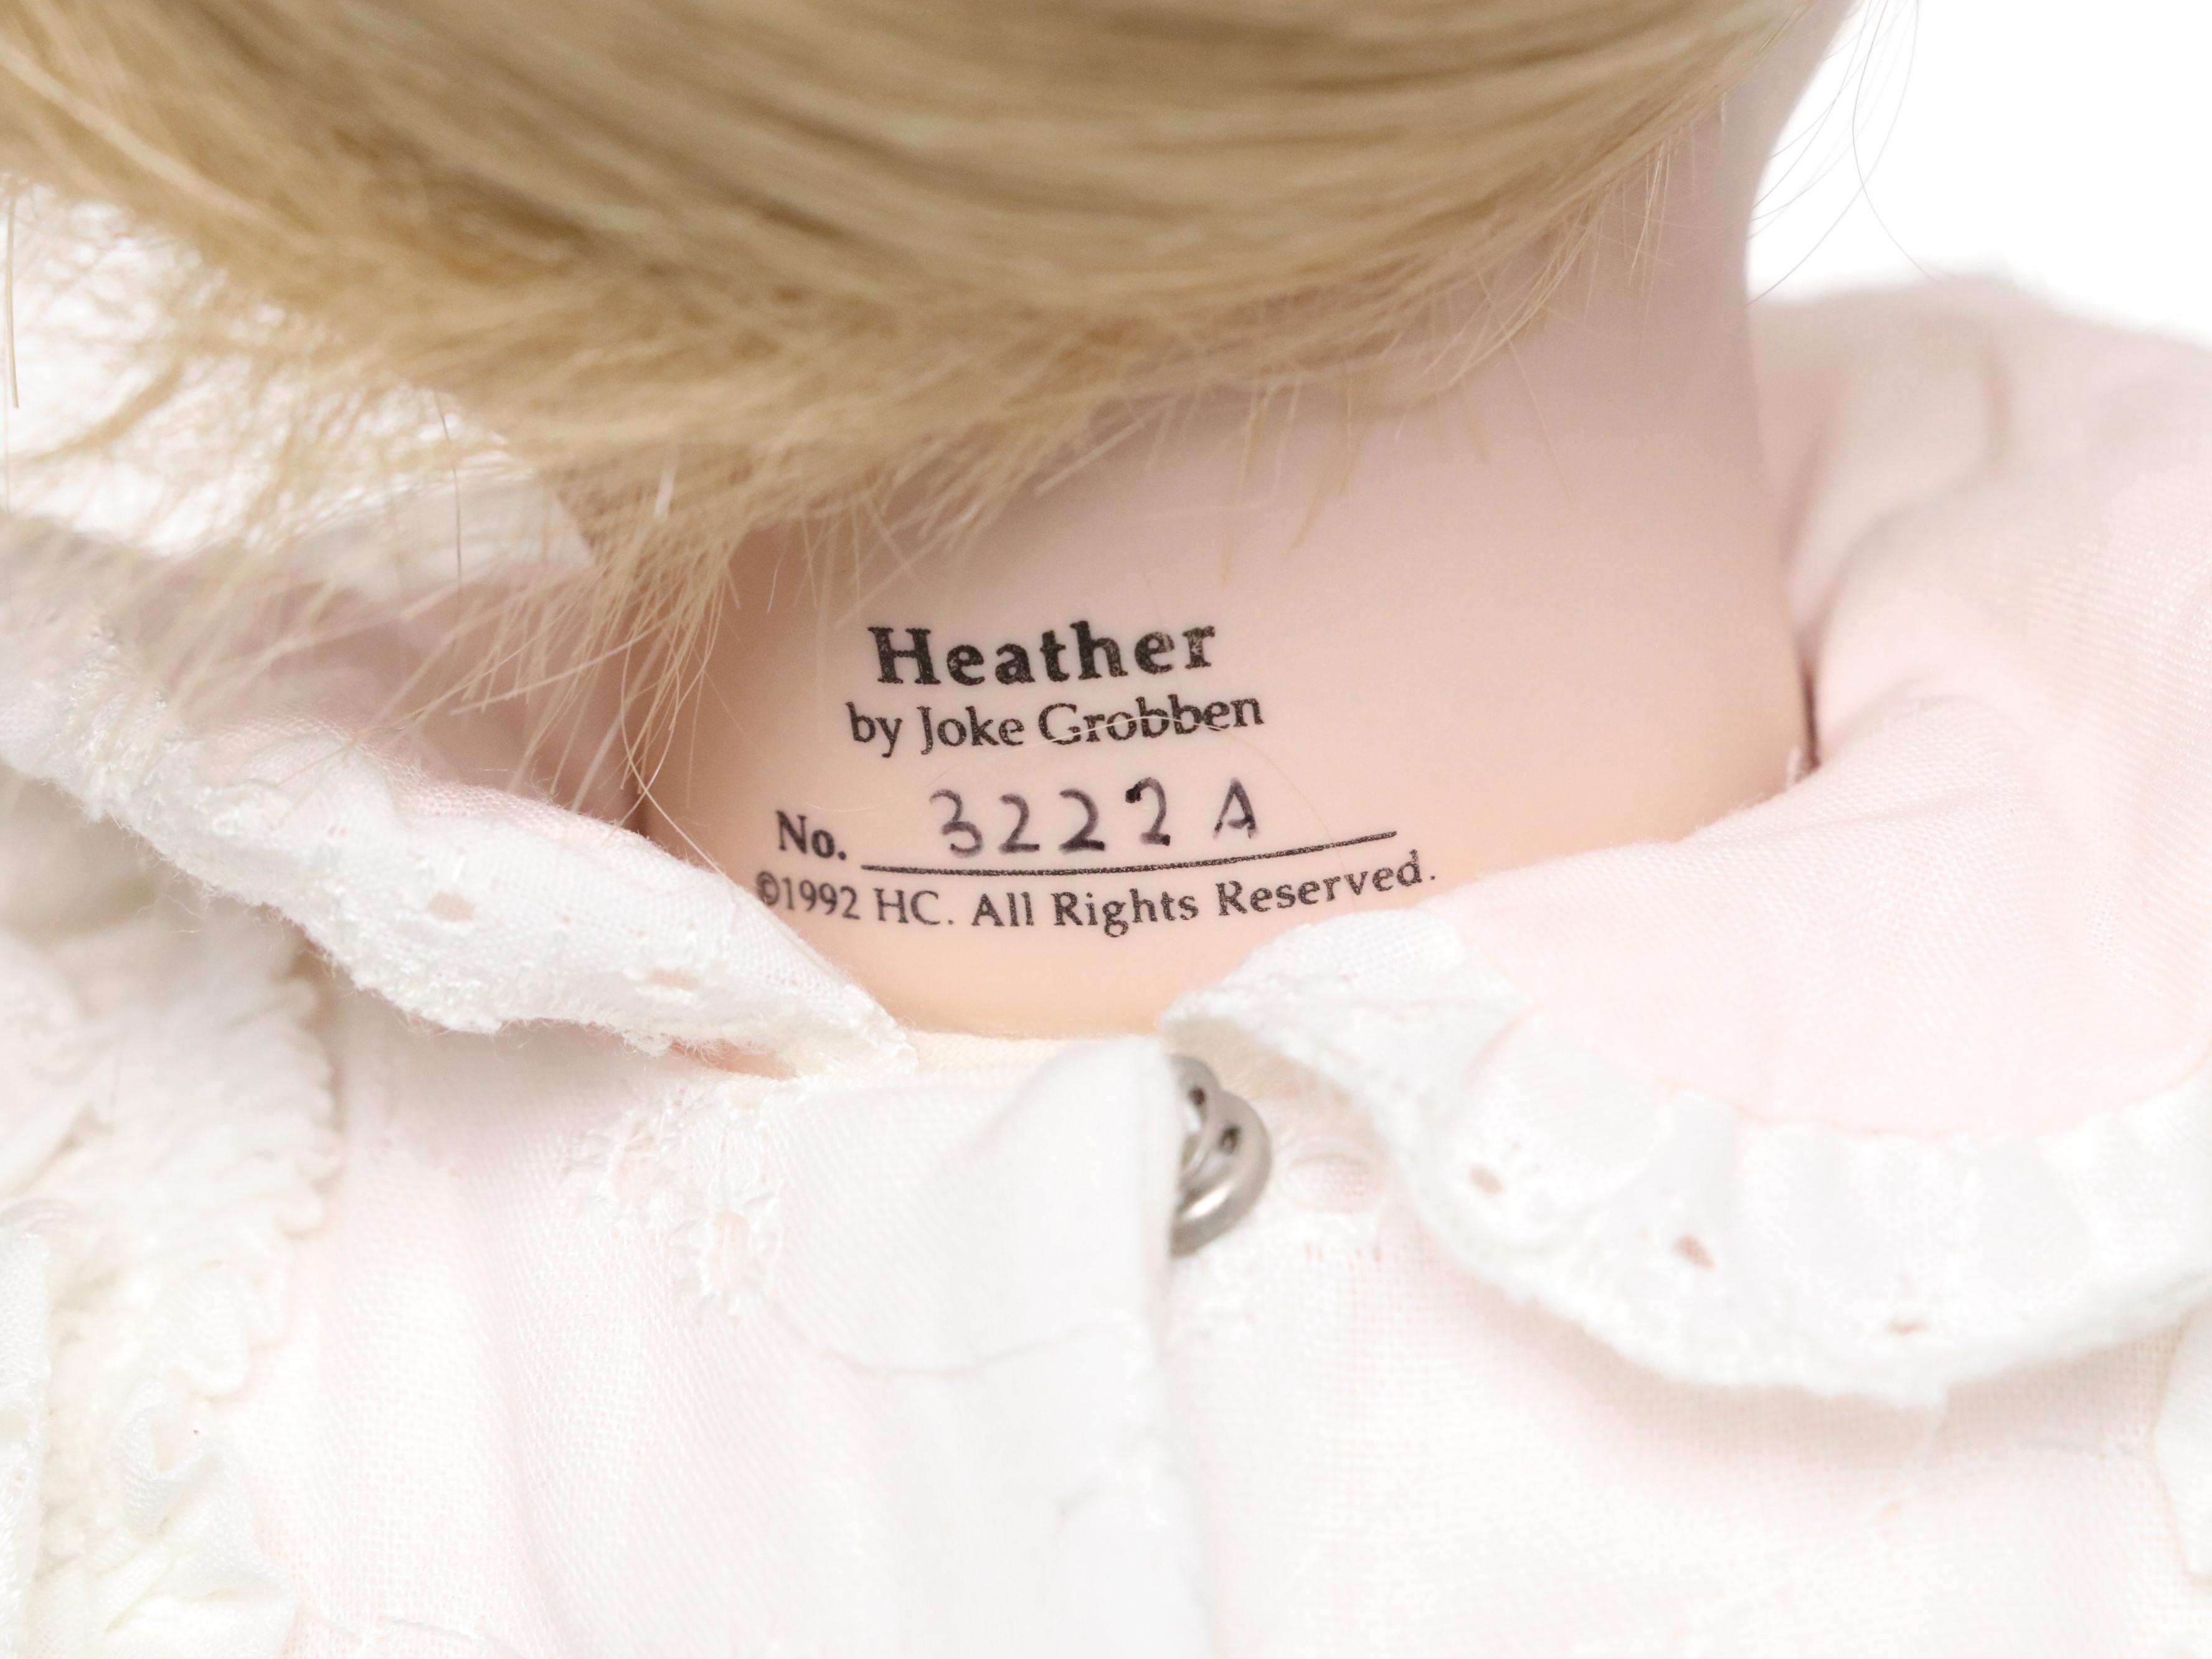 Heather
by Joke Grobben
No. 3222 A
©1992 HC. All Rights Reserved.